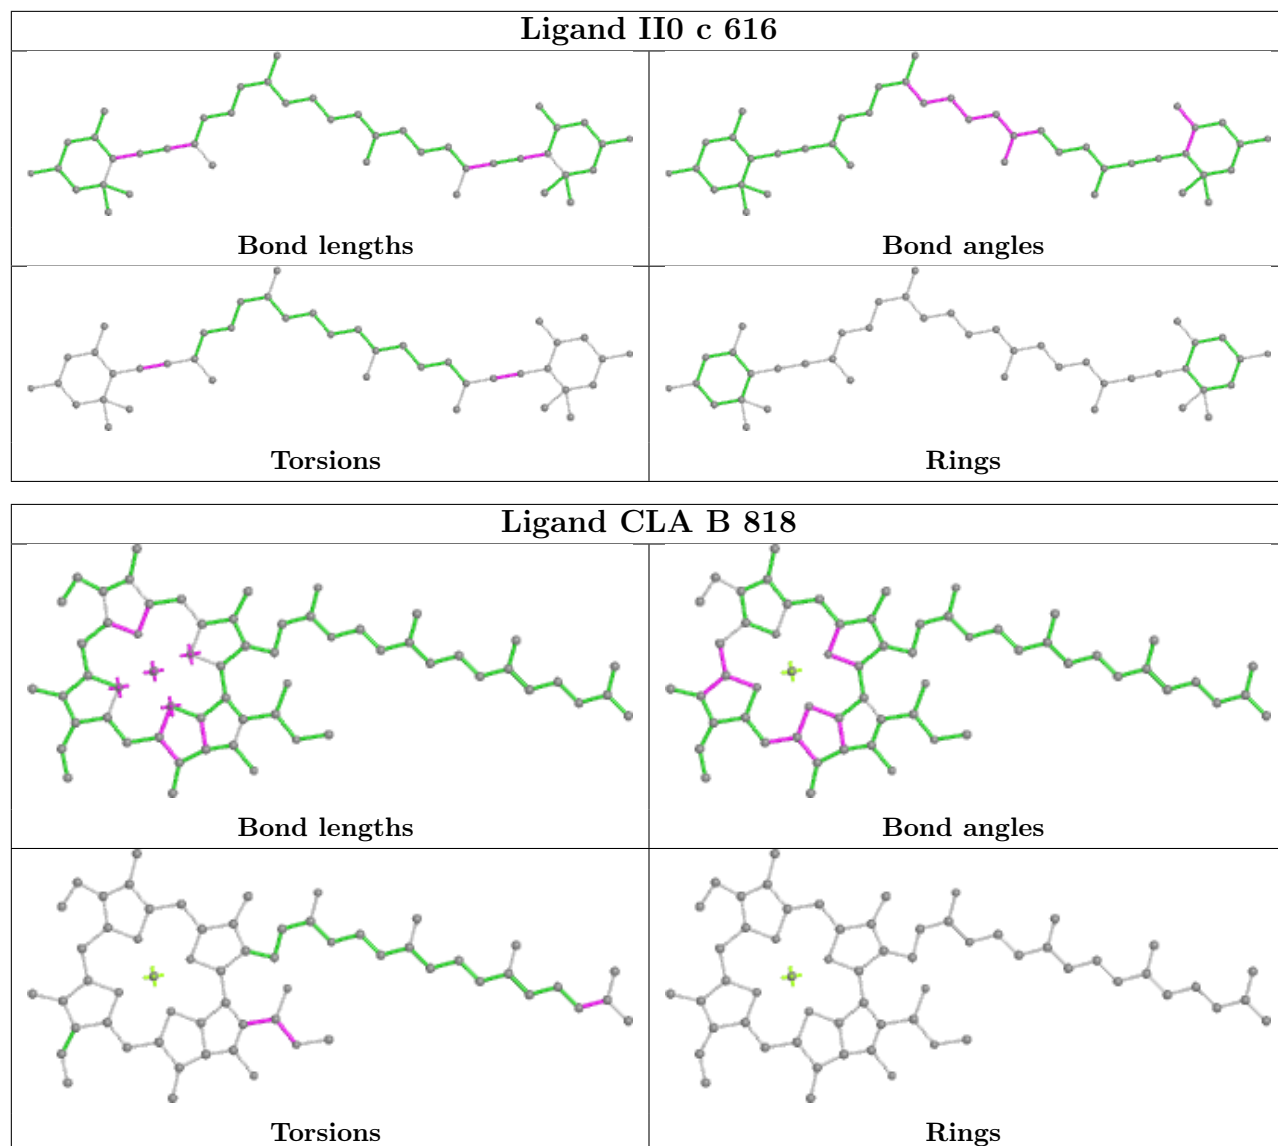 Ligand II0 c 616
Bond lengths
Bond angles
Torsions
Rings
Ligand CLA B 818
Bond lengths
Bond angles
Torsions
Rings